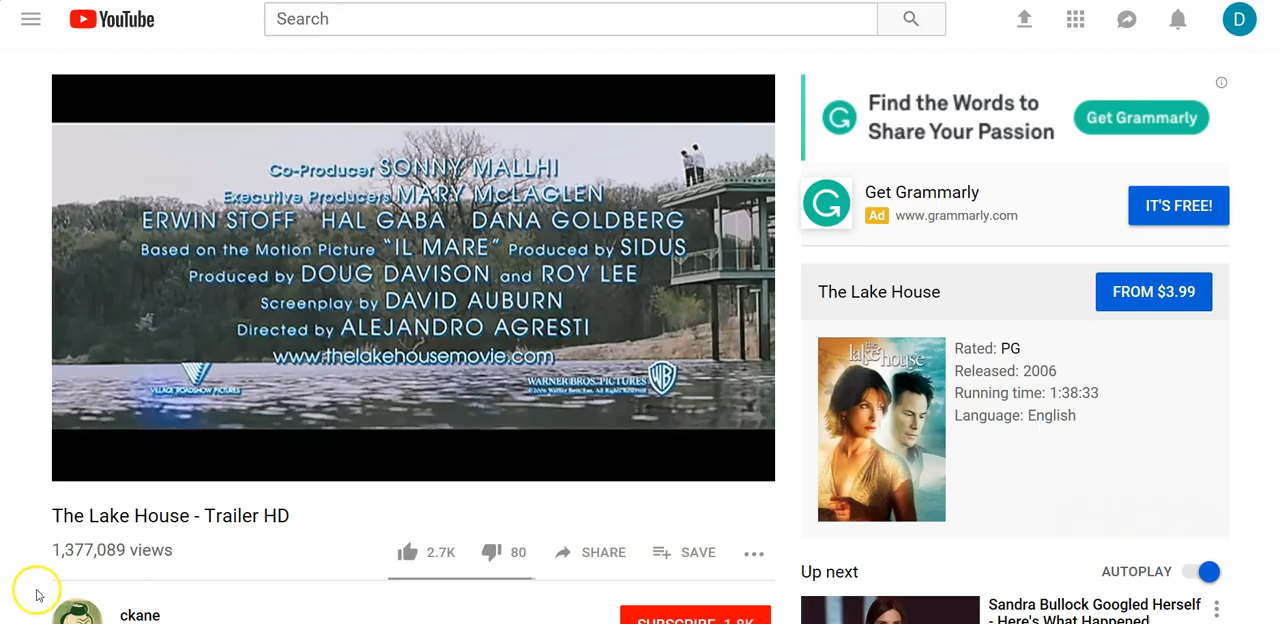 YouTube
Search
D
Co-Producer SONNY MALLHI
Executive Producers MARY McLAGLEN
ERWIN STOFF HAL GABA DANA GOLDBERG
Based on the Motion Picture "IL MARE" Produced by SIDUS
Produced by DOUG DAVISON and ROY LEE
Screenplay by DAVID AUBURN
Directed by ALEJANDRO AGRESTI
www.thelakehousemovie.com
VILLAGE ROADSHOW PICTURES
WARNER BROS. PICTURES
The Lake House - Trailer HD
1,377,089 views
2.7K
80
SHARE
SAVE
ckane
SUBSCRIBE 1.8K
Find the Words to
Share Your Passion
Get Grammarly
Get Grammarly
Ad www.grammarly.com
IT'S FREE!
The Lake House
FROM $3.99
the lake house
Rated: PG
Released: 2006
Running time: 1:38:33
Language: English
Up next
AUTOPLAY
Sandra Bullock Googled Herself
- Here's What Happened